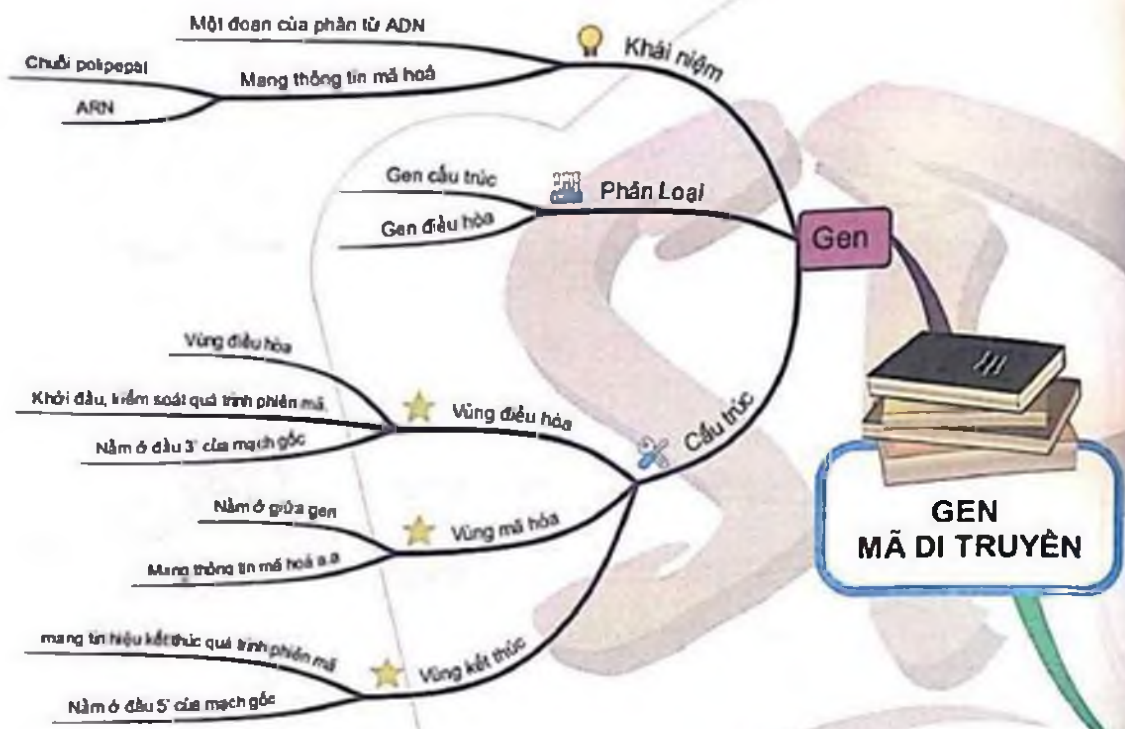 Một đoạn của phân tử ADN
Khái niệm
Chuỗi polipeptit
Mang thông tin mã hoá
ARN
Gen cấu trúc
Phân Loại
Gen điều hòa
Gen
Vùng điều hòa
Khởi đầu, kiểm soát quá trình phiên mã
Vùng điều hòa
Nằm ở đầu 3' của mạch gốc
Cấu trúc
Nằm ở giữa gen
Vùng mã hóa
Mang thông tin mã hoá a.a
GEN
MÃ DI TRUYỀN
mang tín hiệu kết thúc quá trình phiên mã
Vùng kết thúc
Nằm ở đầu 5' của mạch gốc